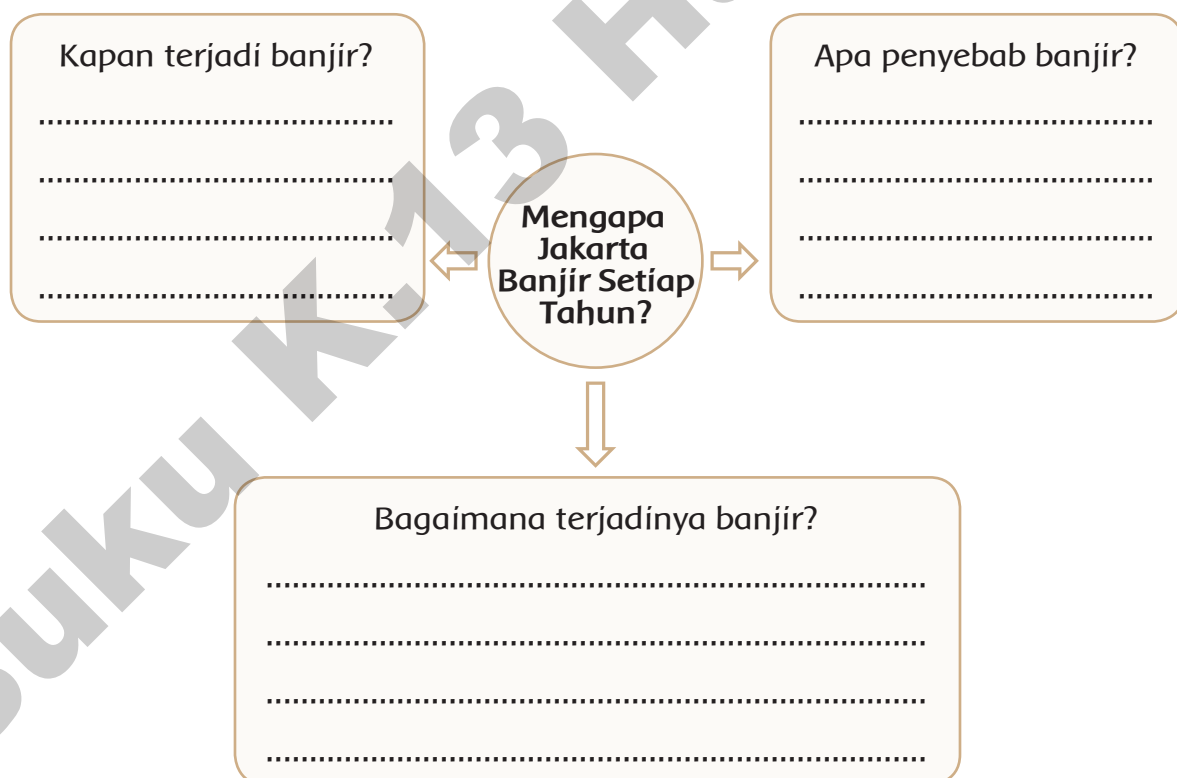 Kapan terjadi banjir?
........................................
........................................
........................................
........................................
Mengapa
Jakarta
Banjir Setiap
Tahun?
Apa penyebab banjir?
........................................
........................................
........................................
........................................
Bagaimana terjadinya banjir?
...........................................................................
...........................................................................
...........................................................................
...........................................................................
Buku K.13